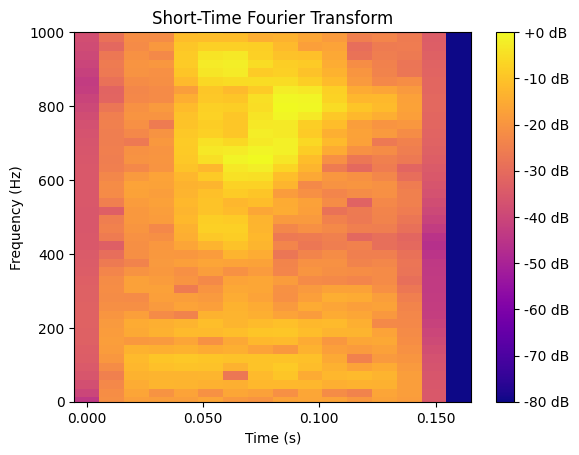 Short-Time Fourier Transform
1000
800
600
400
200
0
Frequency (Hz)
0.000
0.050
0.100
0.150
Time (s)
+0 dB
-10 dB
-20 dB
-30 dB
-40 dB
-50 dB
-60 dB
-70 dB
-80 dB